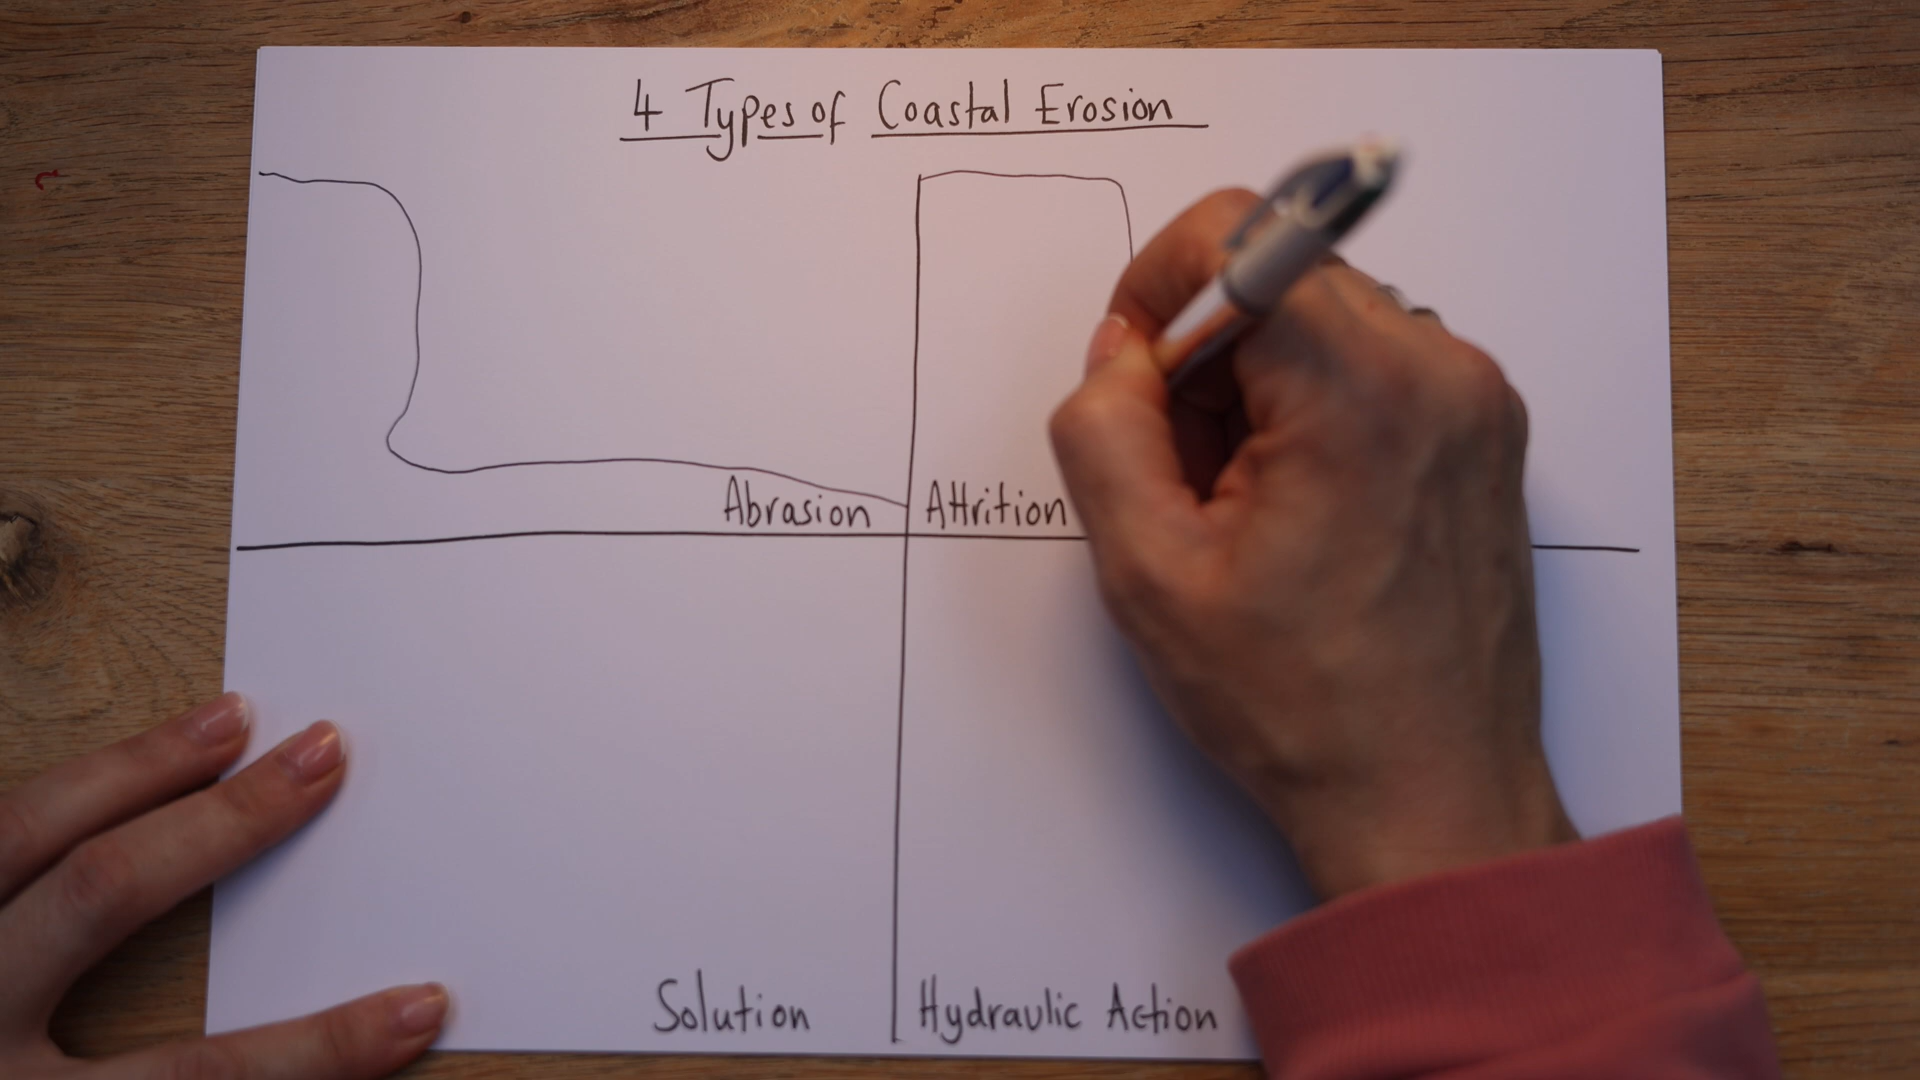 4 Types of Coastal Erosion
Abrasion
Attrition
Solution
Hydraulic Action